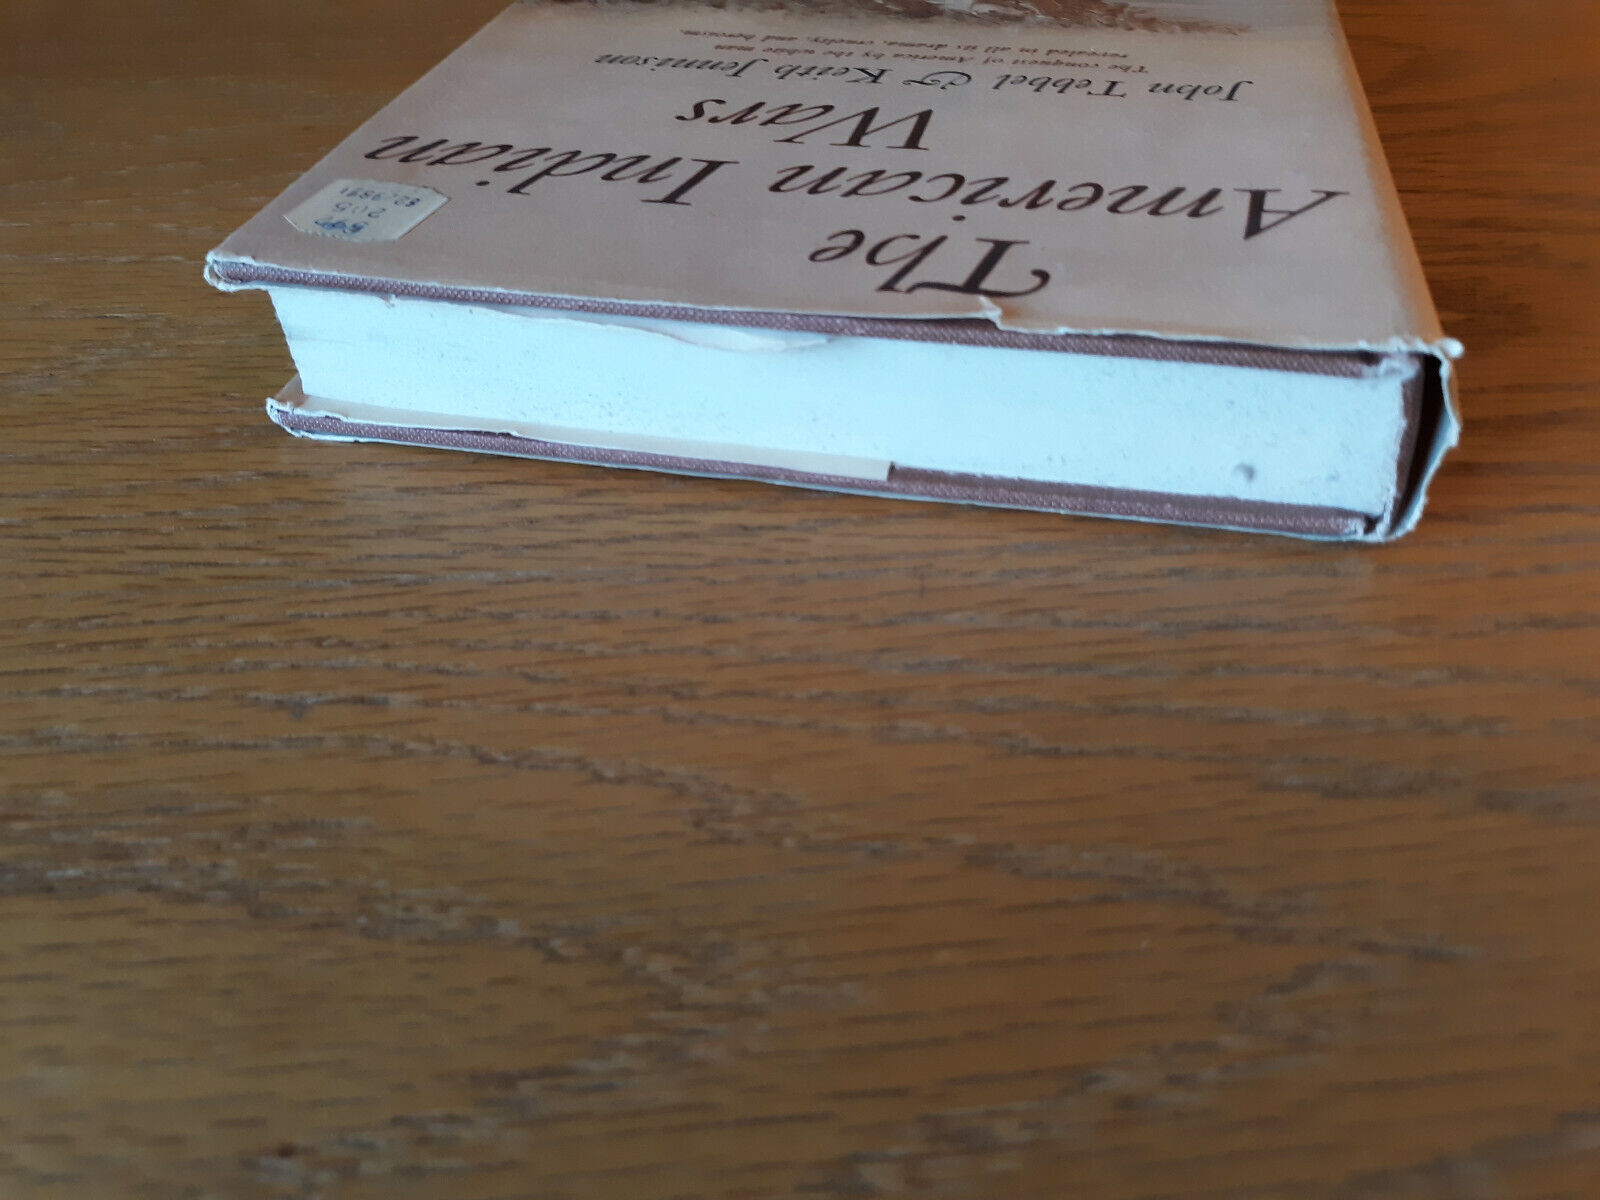 The
American Indian
Wars
John Tebbel & Keith Jennison
The conquest of America by the white man
revealed in all its drama, cruelty, and heroism.
205